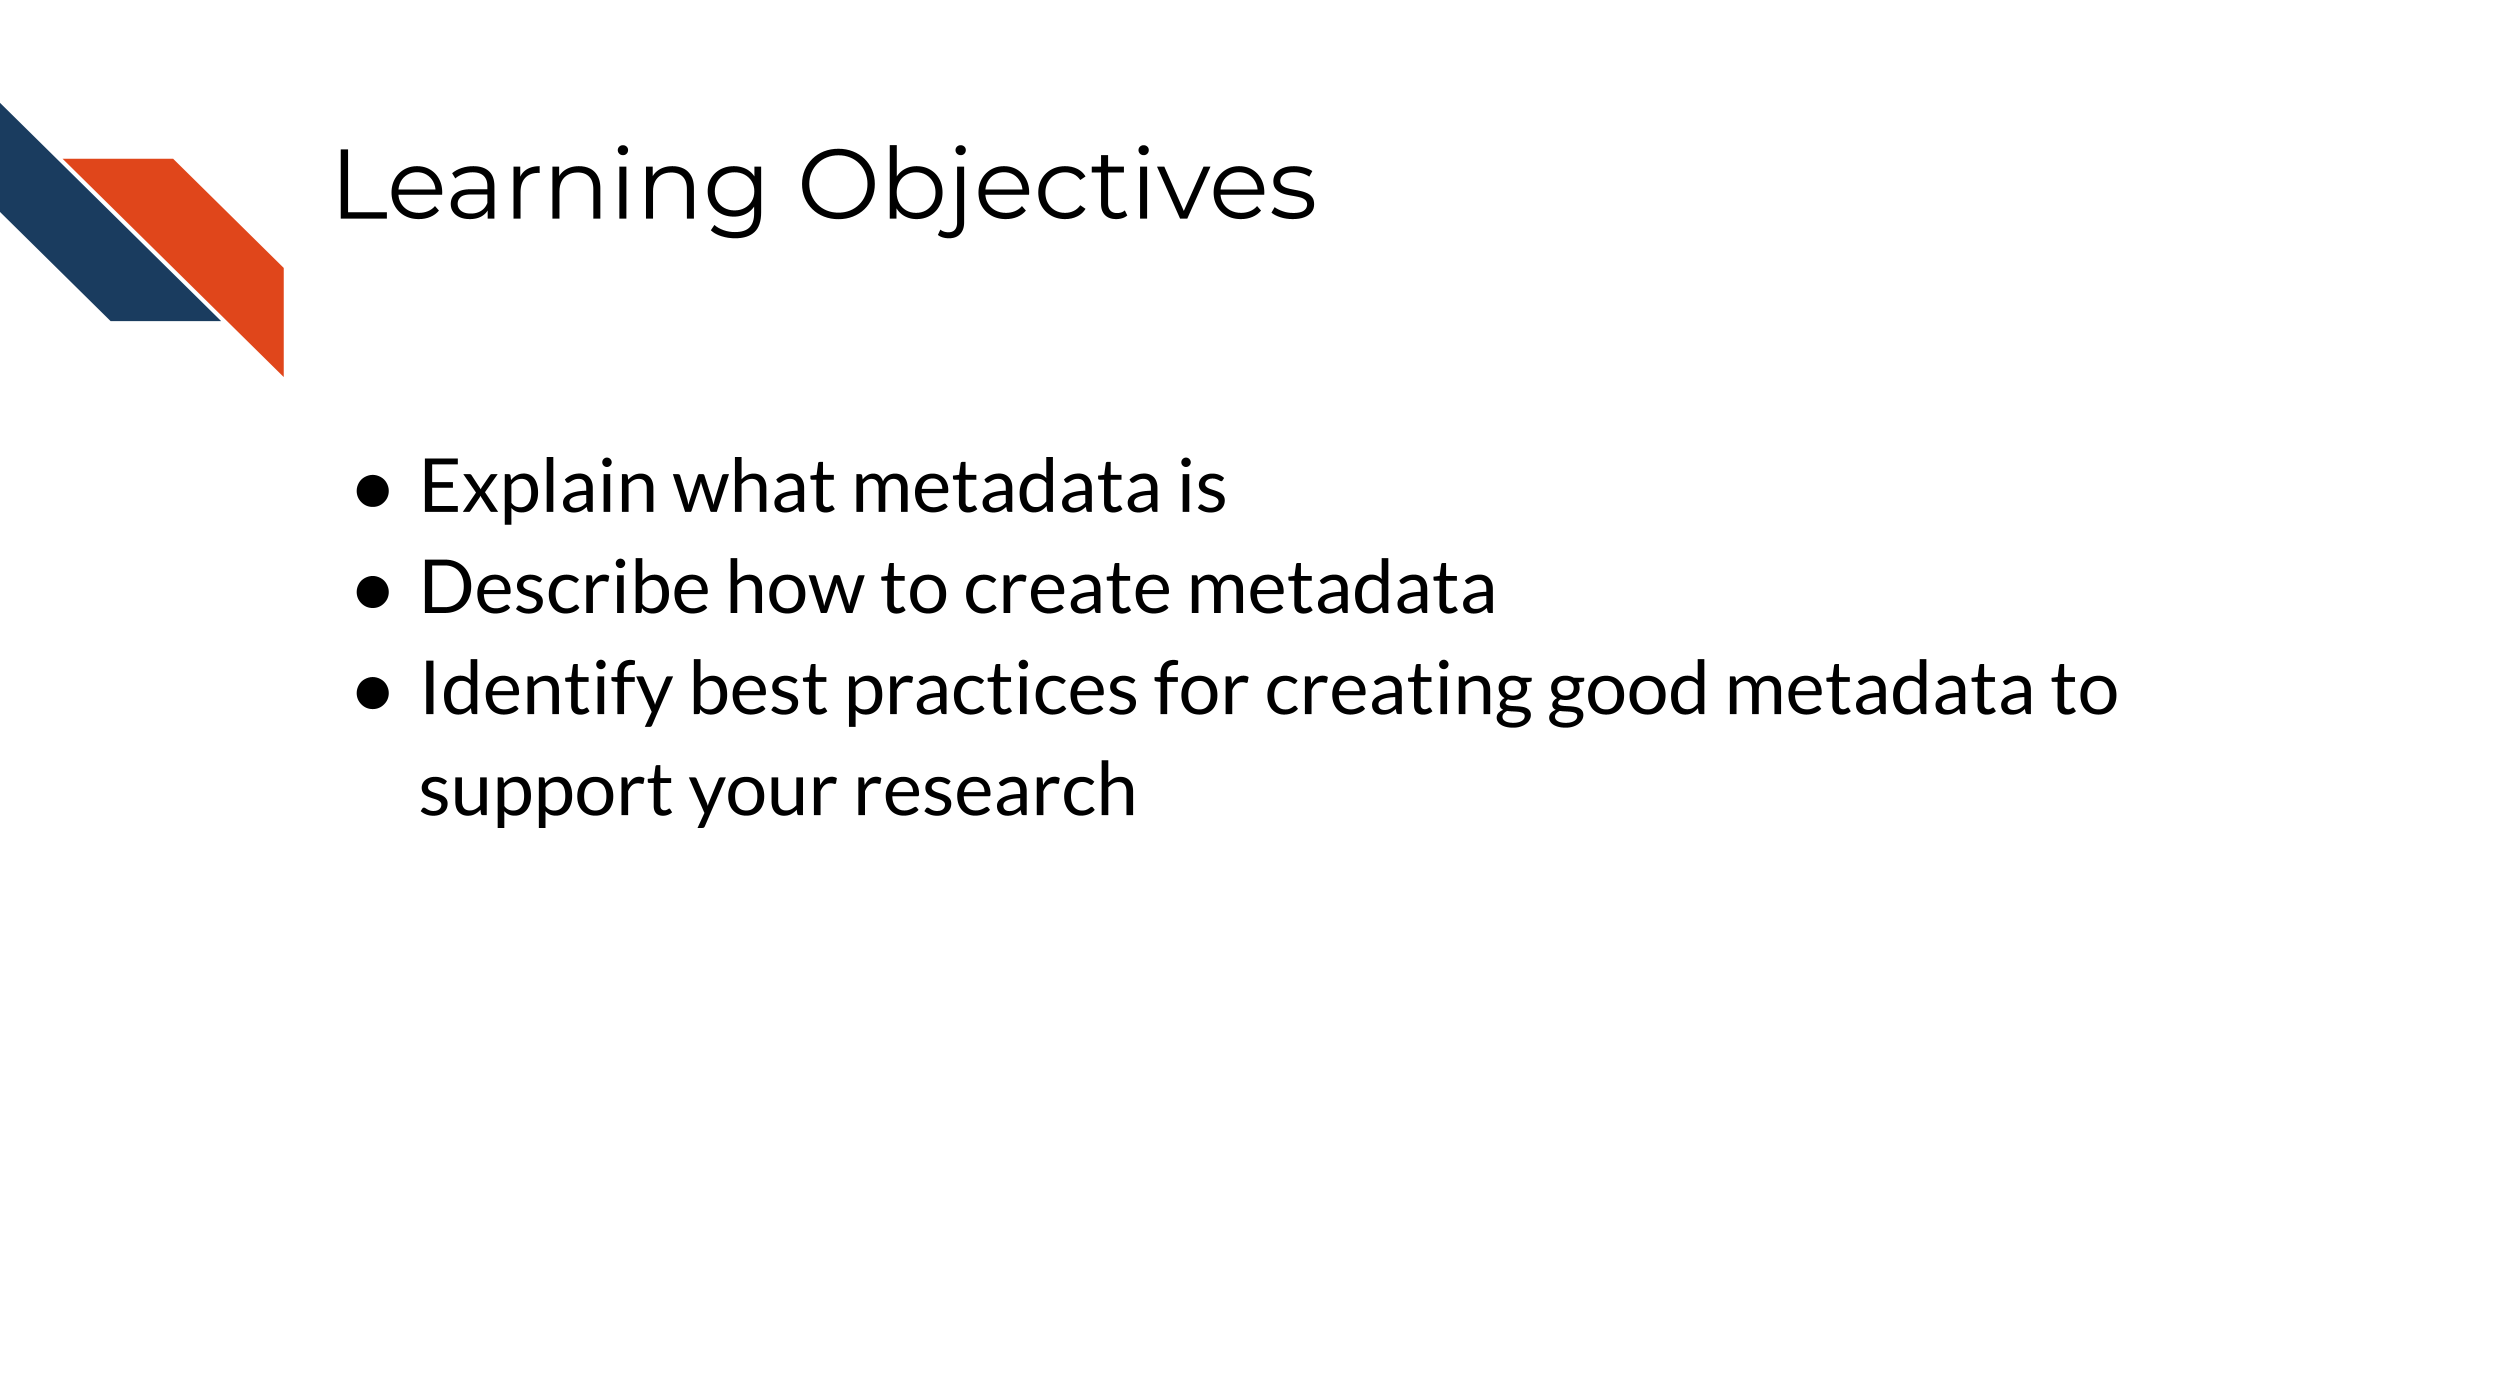 Learning Objectives
● Explain what metadata is
● Describe how to create metadata
● Identify best practices for creating good metadata to
support your research